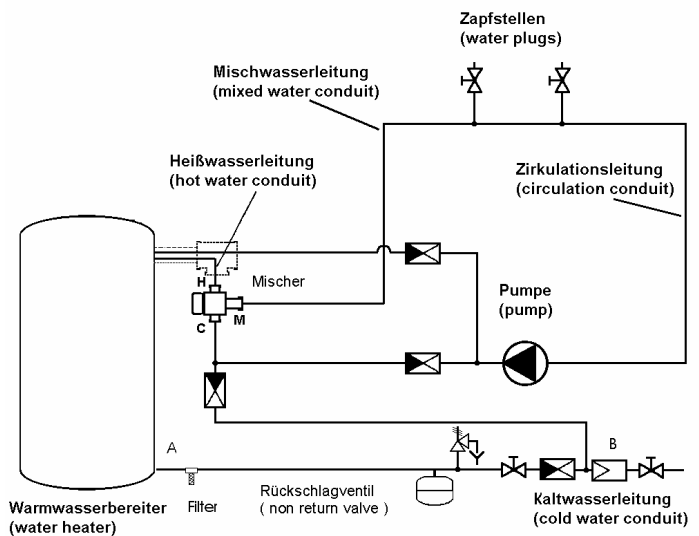 Zapfstellen
(water plugs)
Mischwasserleitung
(mixed water conduit)
Heißwasserleitung
(hot water conduit)
Zirkulationsleitung
(circulation conduit)
H
Mischer
M
C
Pumpe
(pump)
A
B
Warmwasserbereiter
(water heater)
Filter
Rückschlagventil
( non return valve )
Kaltwasserleitung
(cold water conduit)